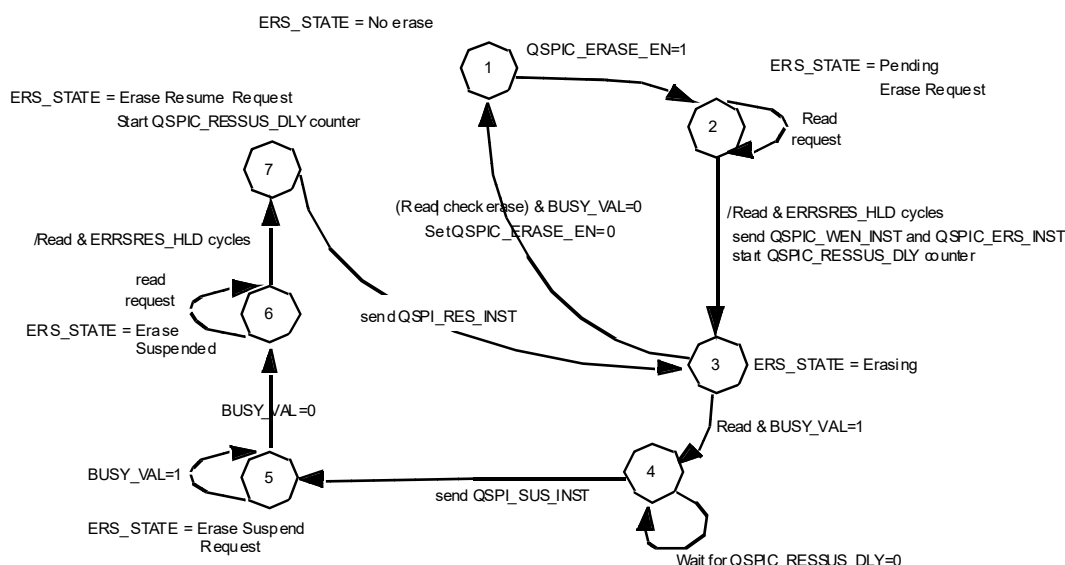 ERS_STATE = No erase
1
QSPIC_ERASE_EN=1
ERS_STATE = Pending
Erase Request
2
Read
request
ERS_STATE = Erase Resume Request
Start QSPIC_RESSUS_DLY counter
7
(Read| check erase) & BUSY_VAL=0
Set QSPIC_ERASE_EN=0
/Read & ERRSRES_HLD cycles
send QSPIC_WEN_INST and QSPIC_ERS_INST
start QSPIC_RESSUS_DLY counter
/Read & ERRSRES_HLD cycles
read
request
6
ERS_STATE = Erase
Suspended
send QSPI_RES_INST
3
ERS_STATE = Erasing
BUSY_VAL=0
Read & BUSY_VAL=1
BUSY_VAL=1
5
4
send QSPI_SUS_INST
ERS_STATE = Erase Suspend
Request
Wait for QSPIC_RESSUS_DLY=0